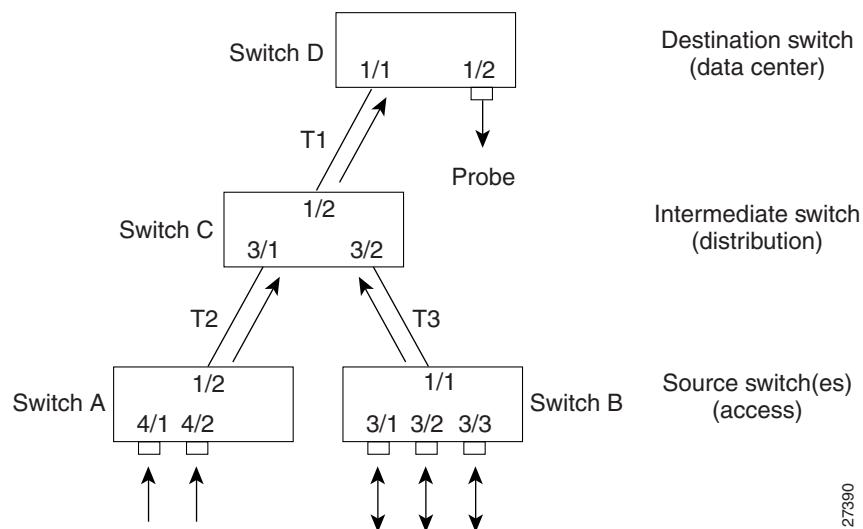 Switch D
1/1 1/2
Destination switch
(data center)
T1
Probe
Switch C
1/2
3/1 3/2
Intermediate switch
(distribution)
T2 T3
Switch A
1/2
4/1 4/2
1/1
3/1 3/2 3/3
Switch B
Source switch(es)
(access)
27390